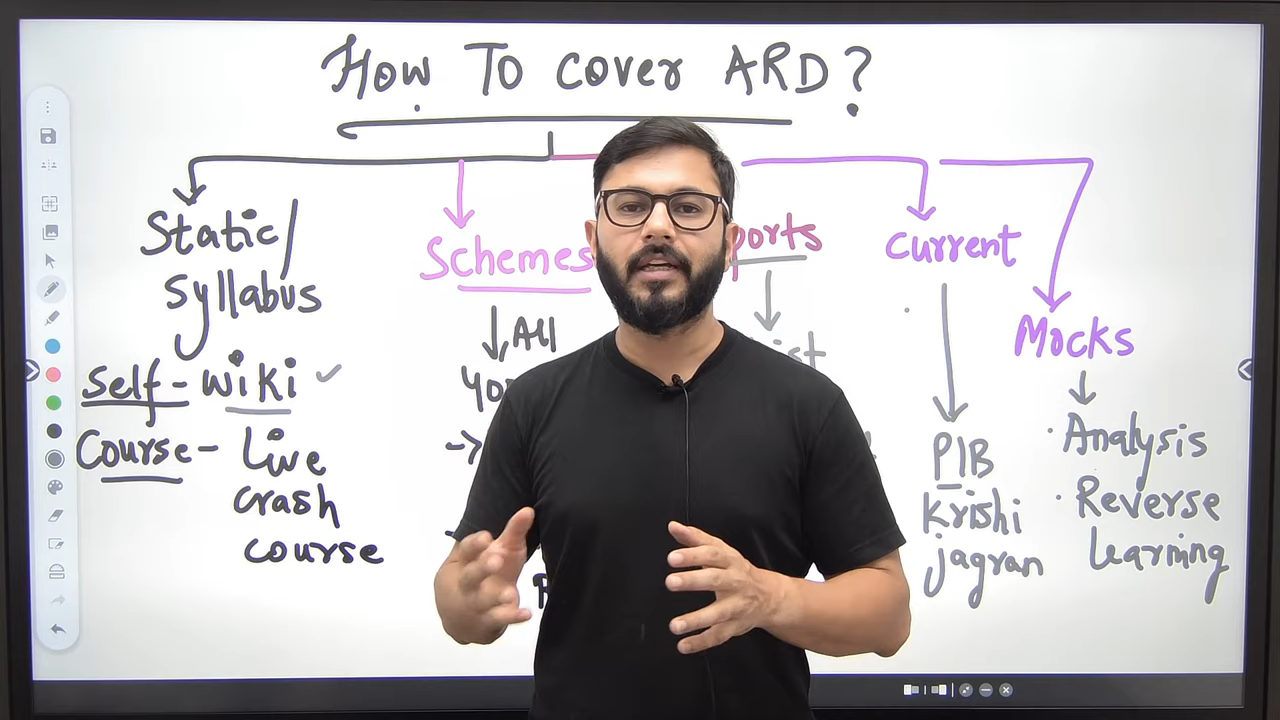 How To cover ARD?
Static/
Syllabus
Self - Wiki ✓
Course - Live
crash
course
Schemes
All
ports
Current
PIB
Krishi
jagran
Mocks
· Analysis
· Reverse
Learning